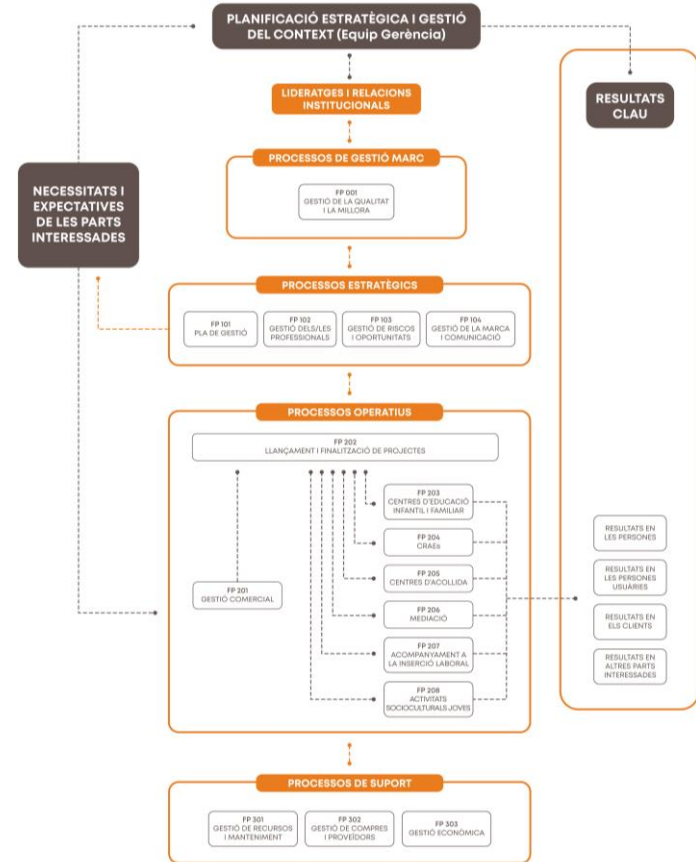 PLANIFICACIÓ ESTRATÈGICA I GESTIÓ
DEL CONTEXT (Equip Gerència)
LIDERATGES I RELACIONS
INSTITUCIONALS
RESULTATS
CLAU
NECESSITATS I
EXPECTATIVES
DE LES PARTS
INTERESSADES
PROCESSOS DE GESTIÓ MARC
FP 001
GESTIÓ DE LA QUALITAT
I LA MILLORA
PROCESSOS ESTRATÈGICS
FP 101
PLA DE GESTIÓ
FP 102
GESTIÓ DELS/LES
PROFESSIONALS
FP 103
GESTIÓ DE RISCOS
I OPORTUNITATS
FP 104
GESTIÓ DE LA MARCA
I COMUNICACIÓ
PROCESSOS OPERATIUS
FP 202
LLANÇAMENT I FINALITZACIÓ DE PROJECTES
FP 201
GESTIÓ COMERCIAL
FP 203
CENTRES D'EDUCACIÓ
INFANTIL I FAMILIAR
FP 204
CRAEs
FP 205
CENTRES D'ACOLLIDA
FP 206
MEDIACIÓ
FP 207
ACOMPANYAMENT A
LA INSERCIÓ LABORAL
FP 208
ACTIVITATS
SOCIOCULTURALS JOVES
RESULTATS EN
LES PERSONES
RESULTATS EN
LES PERSONES
USUÀRIES
RESULTATS EN
ELS CLIENTS
RESULTATS EN
ALTRES PARTS
INTERESSADES
PROCESSOS DE SUPORT
FP 301
GESTIÓ DE RECURSOS
I MANTENIMENT
FP 302
GESTIÓ DE COMPRES
I PROVEÏDORS
FP 303
GESTIÓ ECONÒMICA